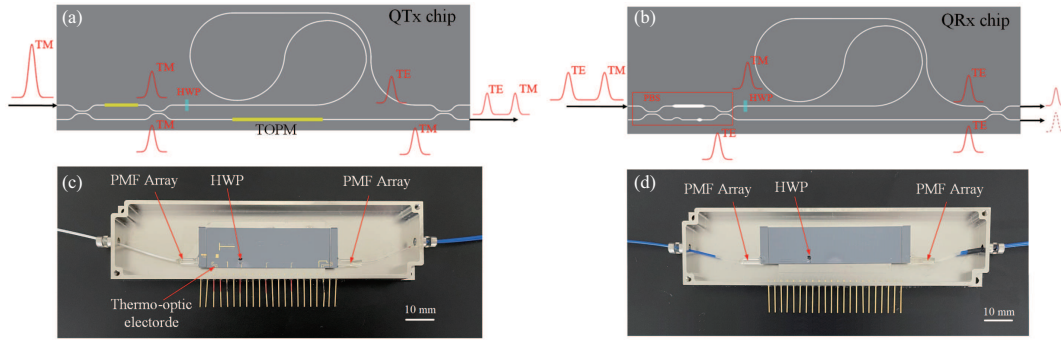 (a)
QTx chip
TM
TM
HWP
TE
TE
TM
TM
TOPM
TM
(b)
QRx chip
TE
TM
TM
PBS
HWP
TE
TE
TE
(c)
PMF Array
HWP
PMF Array
Thermo-optic
electorde
10 mm
(d)
PMF Array
HWP
PMF Array
10 mm